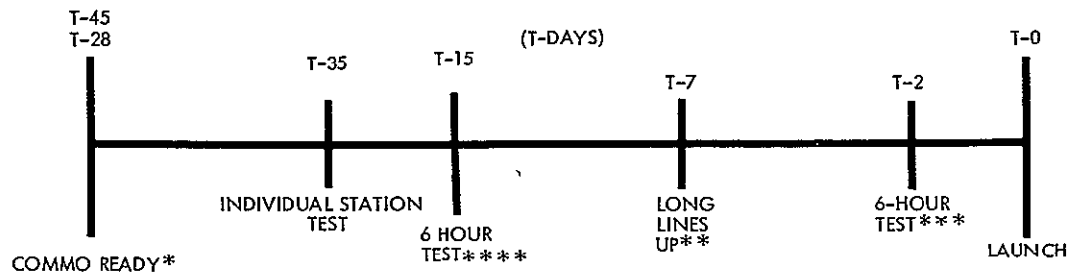 T-45
T-28
(T-DAYS)
T-0
T-35
T-15
T-7
T-2
INDIVIDUAL STATION
TEST
6 HOUR
TEST****
LONG
LINES
UP**
6-HOUR
TEST***
LAUNCH
COMMO READY*